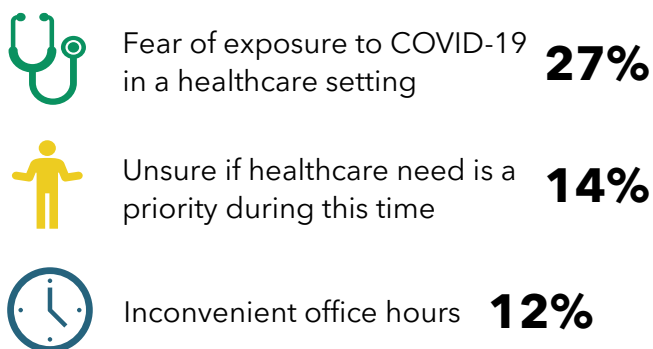 Fear of exposure to COVID-19
in a healthcare setting
27%
Unsure if healthcare need is a
priority during this time
14%
Inconvenient office hours 12%